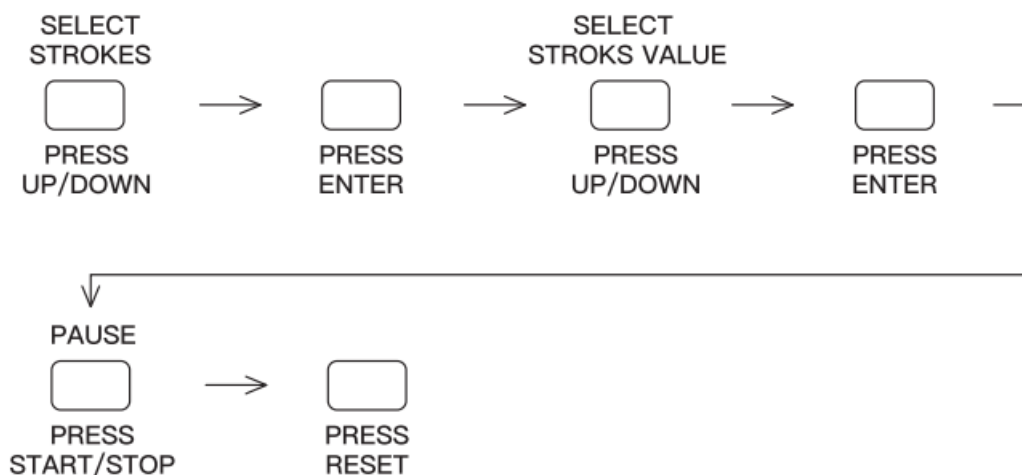 SELECT
STROKES
PRESS
UP/DOWN
PRESS
ENTER
SELECT
STROKS VALUE
PRESS
UP/DOWN
PRESS
ENTER
PAUSE
PRESS
START/STOP
PRESS
RESET